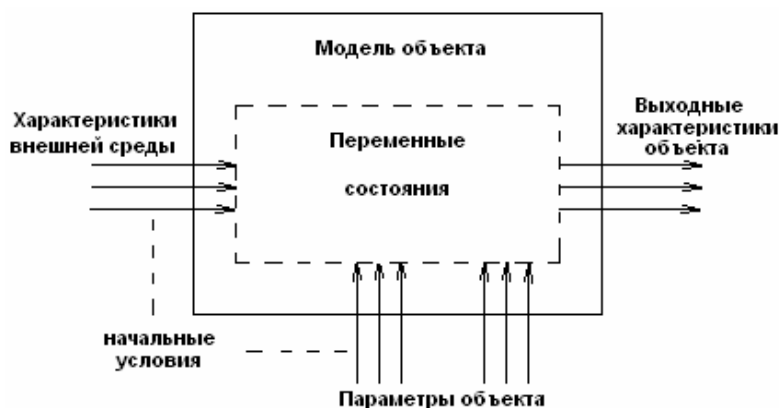 Модель объекта
Характеристики
внешней среды
Переменные
состояния
Выходные
характеристики
объекта
начальные
условия
Параметры объекта